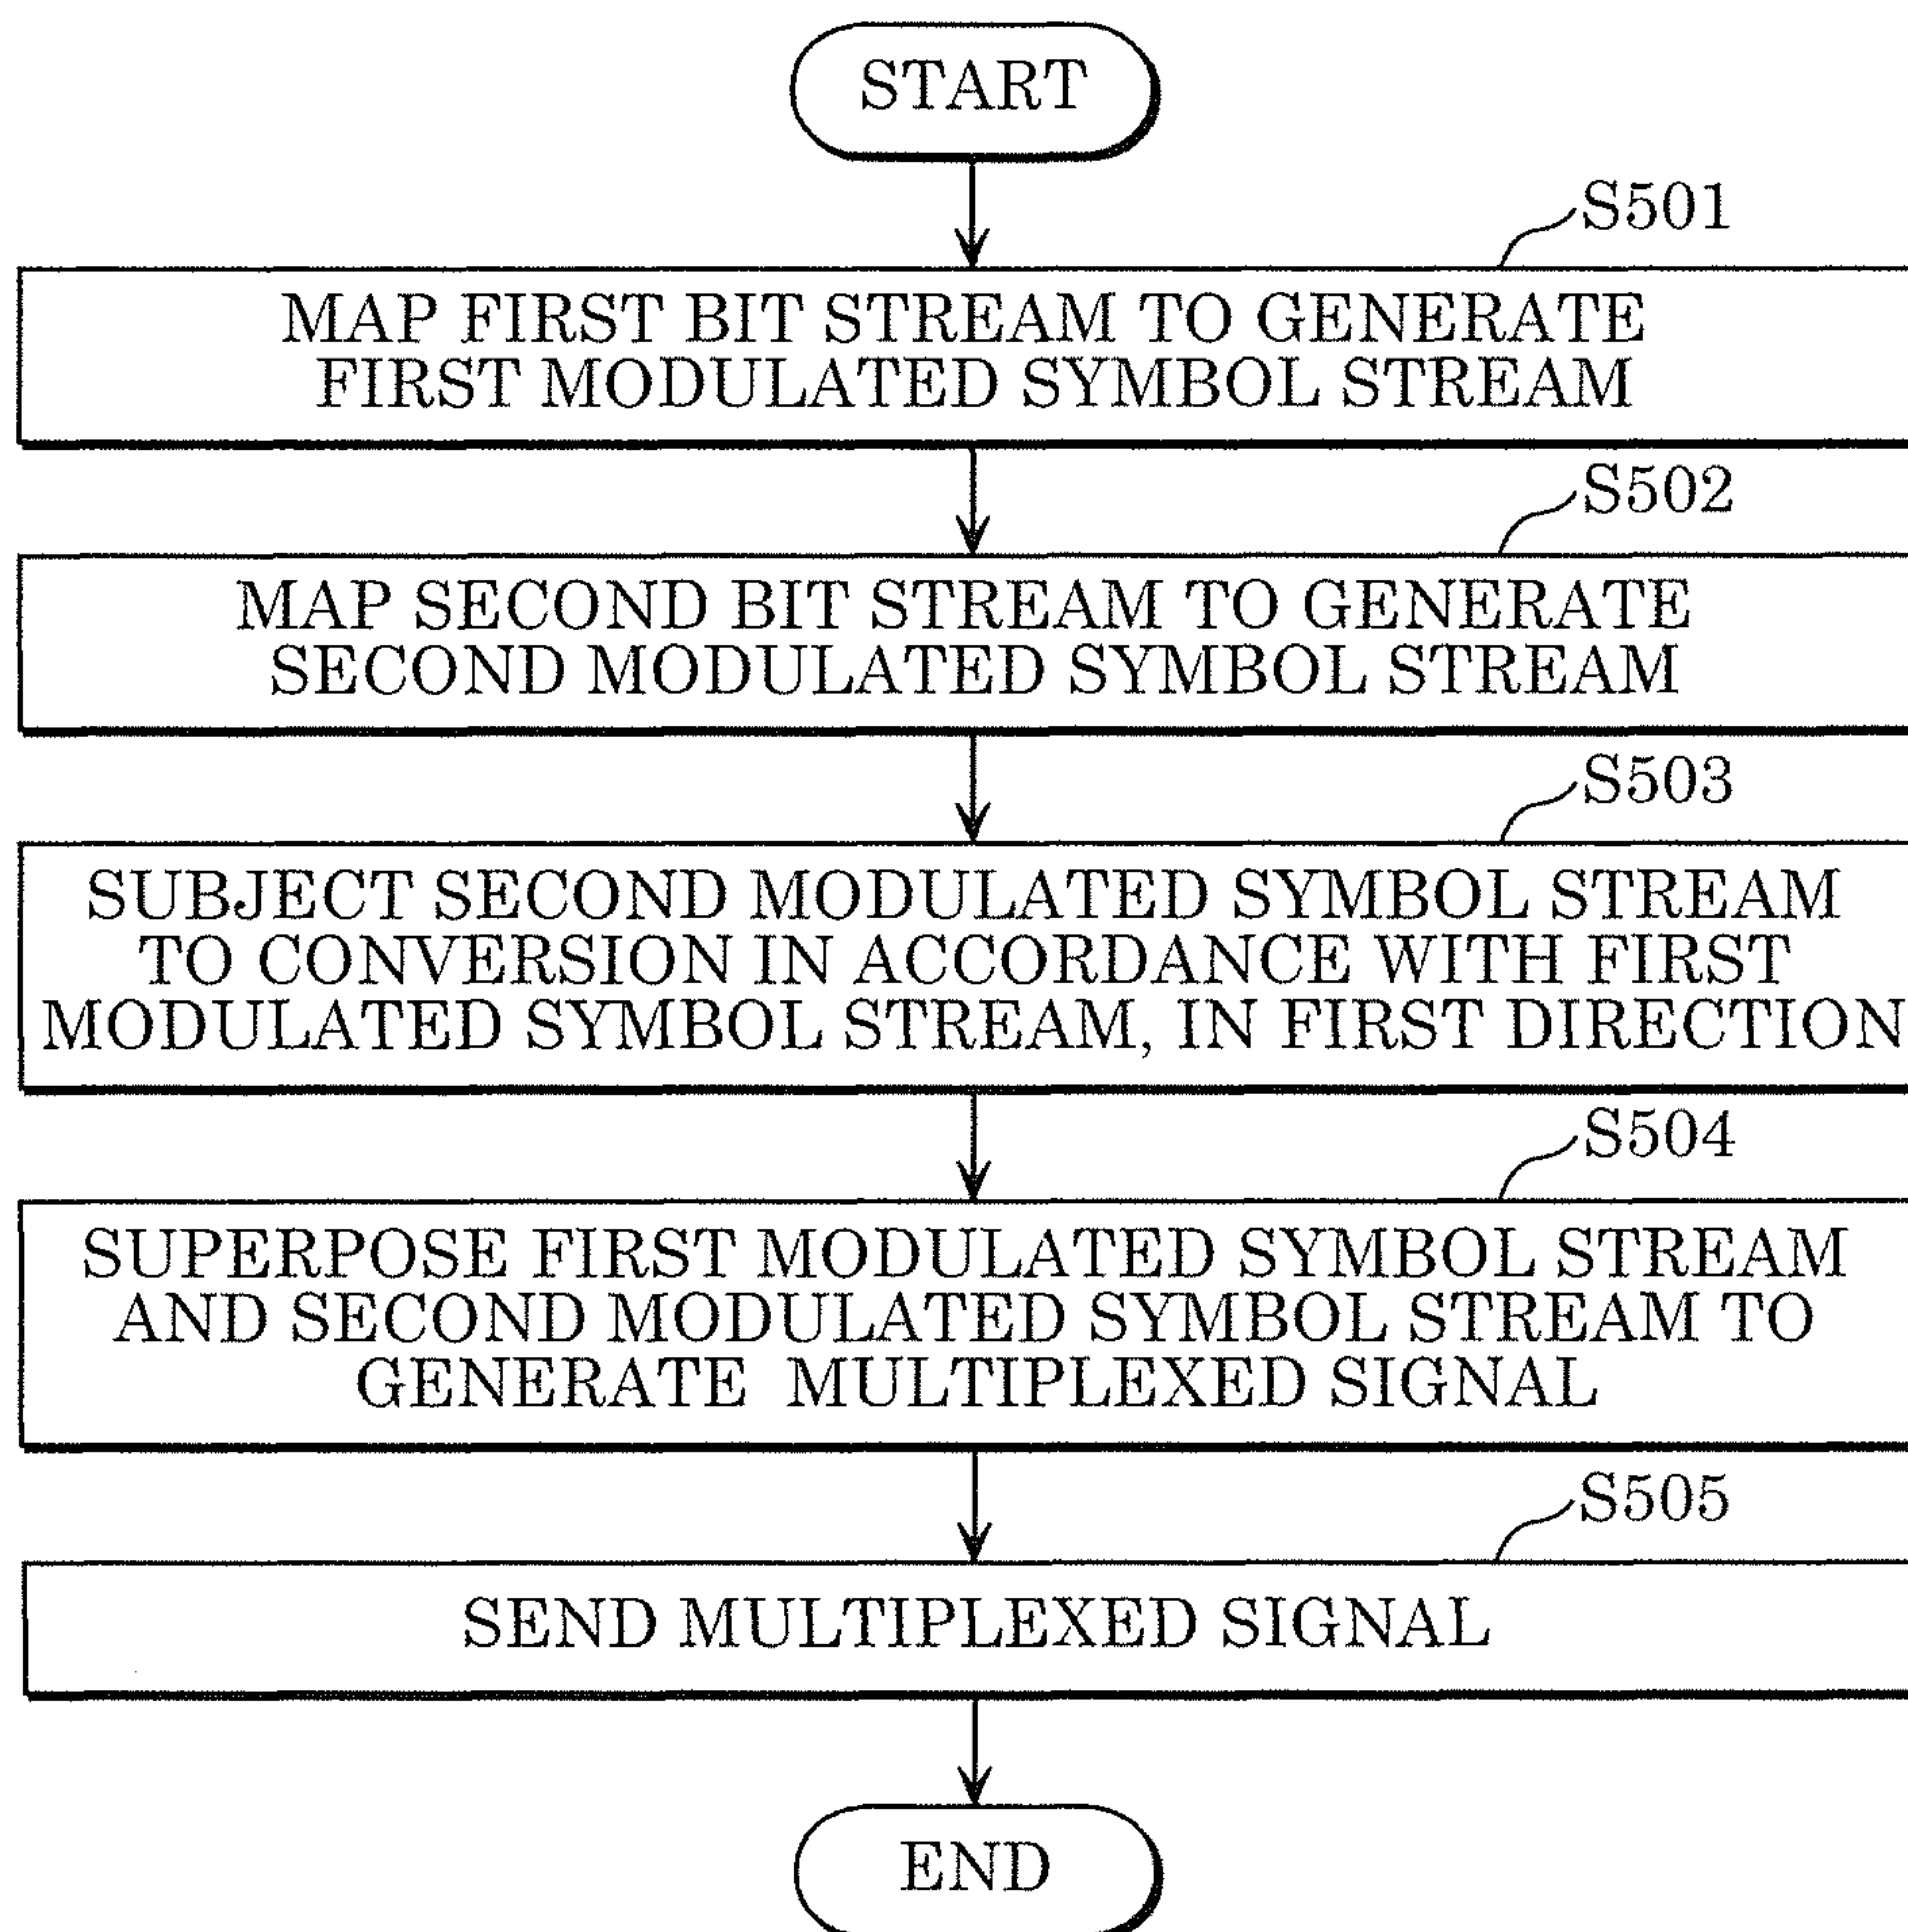 START
S501
MAP FIRST BIT STREAM TO GENERATE
FIRST MODULATED SYMBOL STREAM
S502
MAP SECOND BIT STREAM TO GENERATE
SECOND MODULATED SYMBOL STREAM
S503
SUBJECT SECOND MODULATED SYMBOL STREAM
TO CONVERSION IN ACCORDANCE WITH FIRST
MODULATED SYMBOL STREAM, IN FIRST DIRECTION
S504
SUPERPOSE FIRST MODULATED SYMBOL STREAM
AND SECOND MODULATED SYMBOL STREAM TO
GENERATE MULTIPLEXED SIGNAL
S505
SEND MULTIPLEXED SIGNAL
END